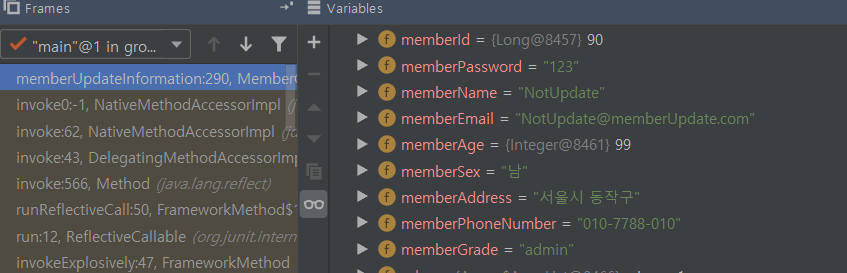 Frames
Variables
"main"@1 in gro...
memberUpdateInformation:290,
invoke0:-1, NativeMethodAccessorImpl
invoke:62, NativeMethodAccessorImpl
invoke:43, DelegatingMethodAccessorImp
invoke:566, Method (java.lang.reflect)
runReflectiveCall:50, FrameworkMethod$
run:12, ReflectiveCallable (org.junit.intern
invokeExplosively:47, FrameworkMethod
f memberId = {Long@8457} 90
f memberPassword = "123"
f memberName = "NotUpdate"
f memberEmail = "NotUpdate@memberUpdate.com"
f memberAge = {Integer@8461} 99
f memberSex = "남"
f memberAddress = "서울시 동작구"
f memberPhoneNumber = "010-7788-010"
f memberGrade = "admin"